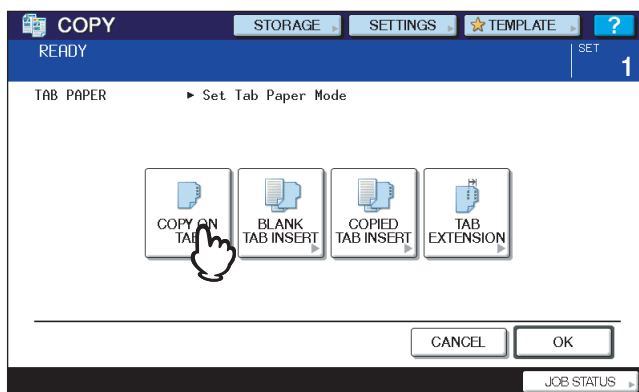 COPY STORAGE SETTINGS TEMPLATE ?
READY SET
1
TAB PAPER ► Set Tab Paper Mode
COPY ON BLANK COPIED TAB
TAB TAB INSERT TAB INSERT EXTENSION
CANCEL OK
JOB STATUS